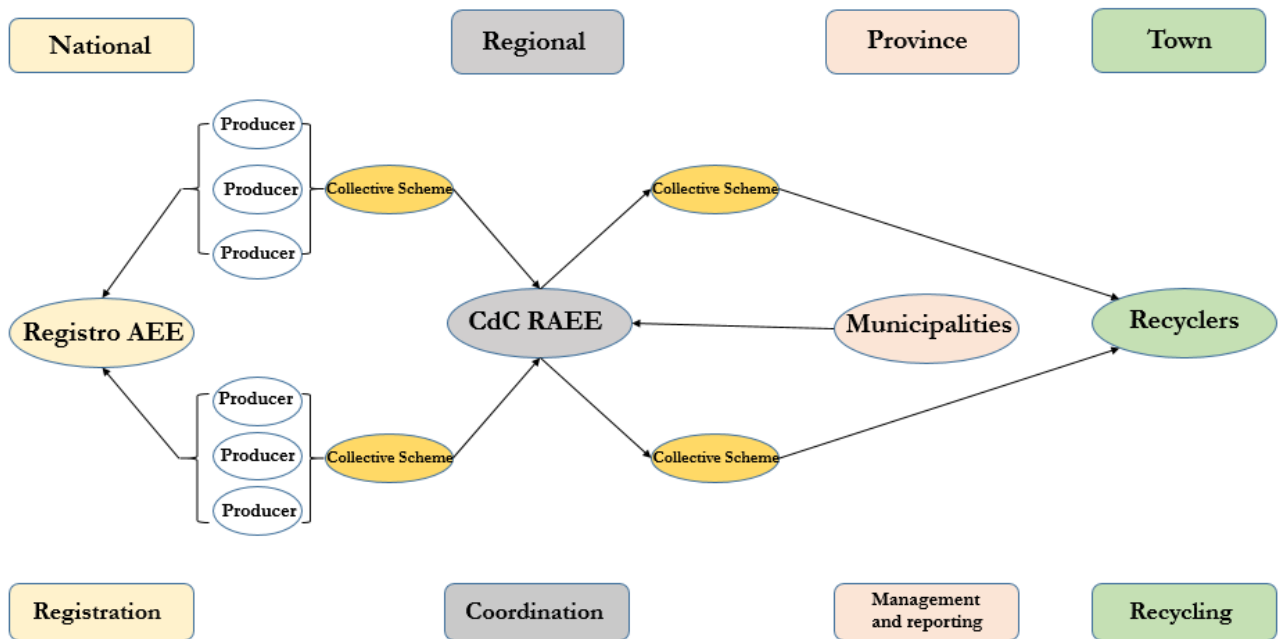 National
Regional
Province
Town
Producer
Producer
Producer
Collective Scheme
Collective Scheme
Registro AEE
CdC RAEE
Municipalities
Recyclers
Producer
Producer
Producer
Collective Scheme
Collective Scheme
Registration
Coordination
Management
and reporting
Recycling